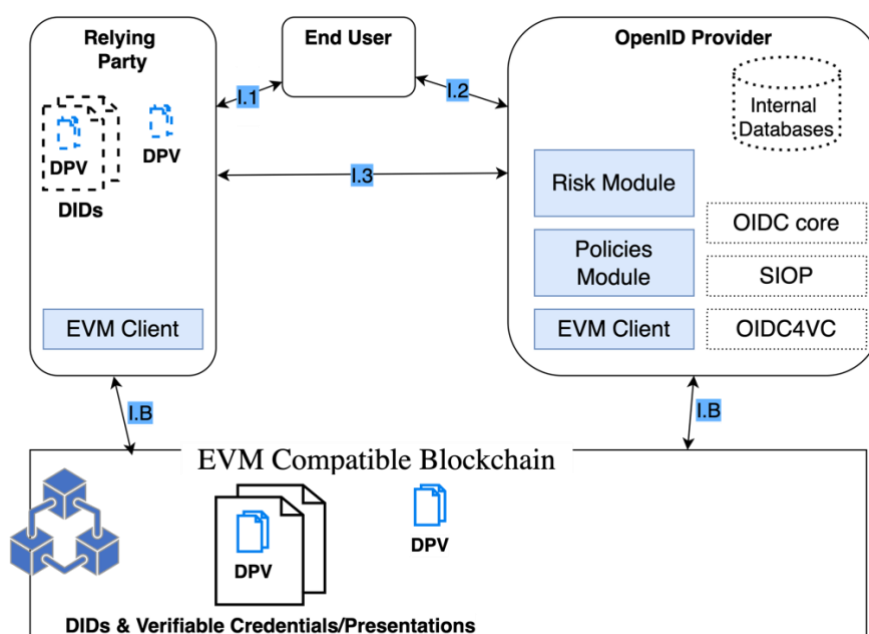 Relying
Party
End User
OpenID Provider
I.1
I.2
Internal
Databases
DPV
DPV
DIDs
I.3
Risk Module
OIDC core
Policies
Module
SIOP
EVM Client
EVM Client
OIDC4VC
I.B
I.B
EVM Compatible Blockchain
DPV
DPV
DIDs & Verifiable Credentials/Presentations